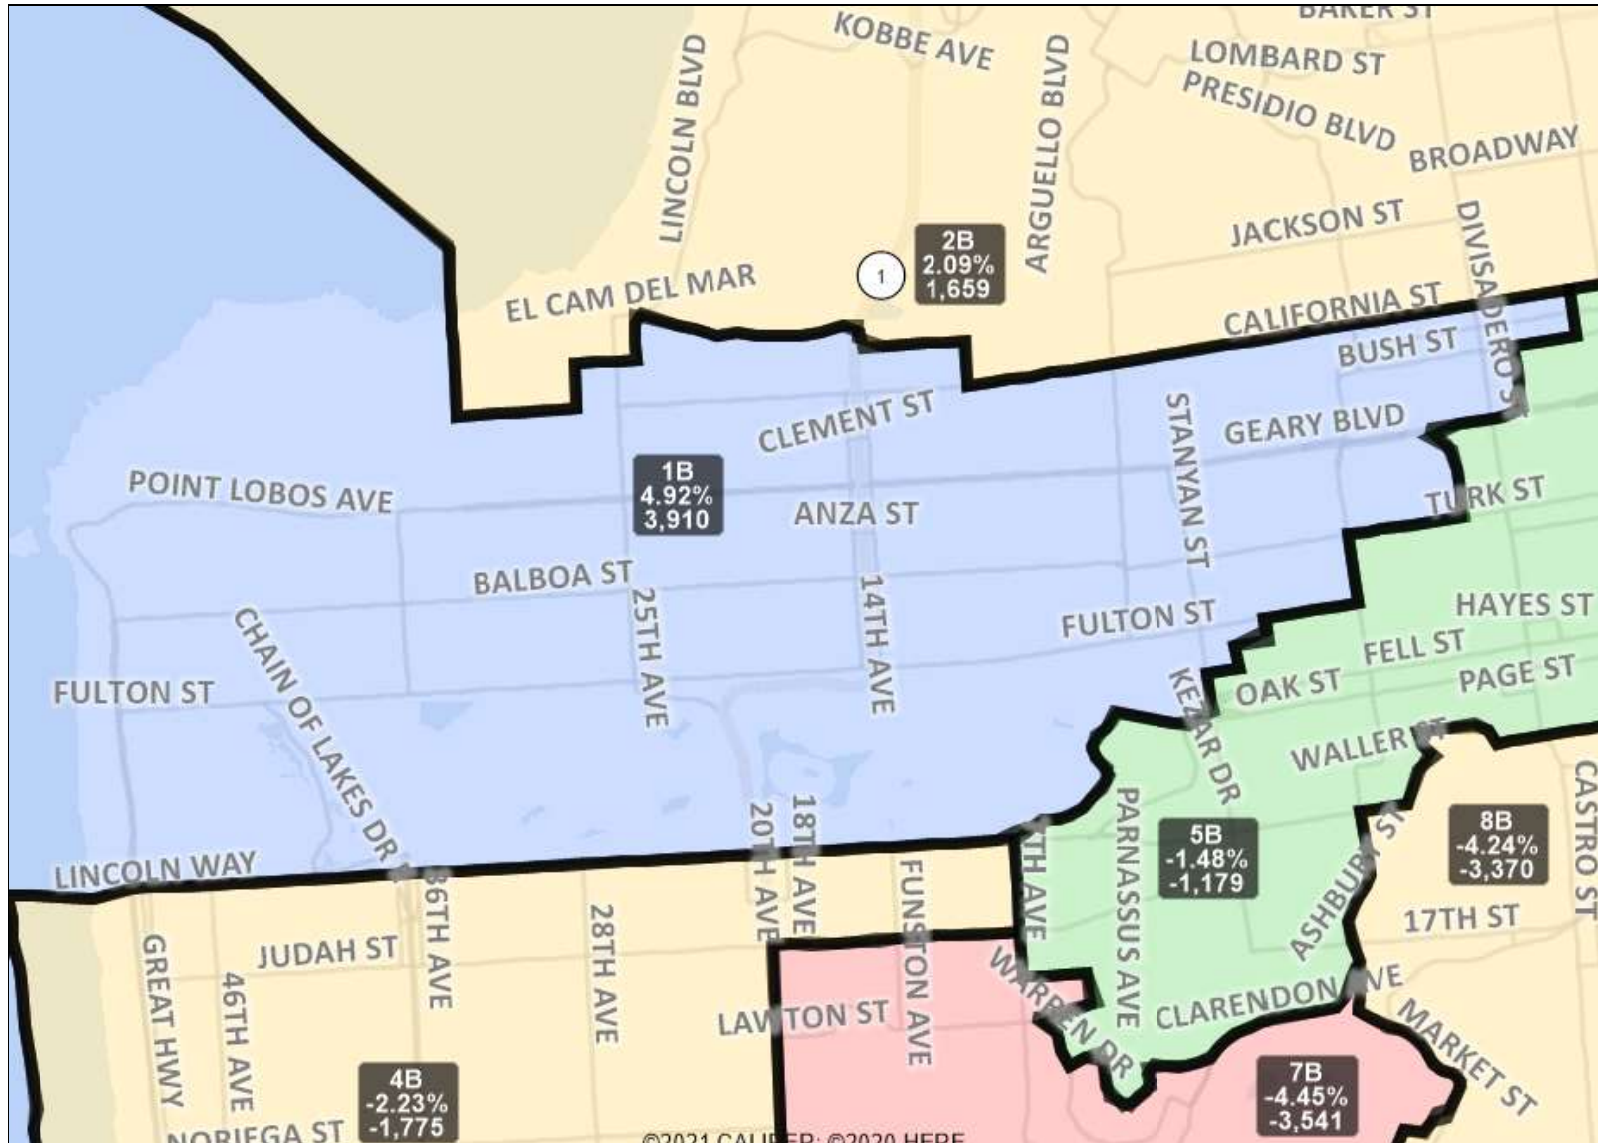 BAKER ST
KOBBE AVE
LINCOLN BLVD
ARGUELLO BLVD
LOMBARD ST
PRESIDIO BLVD
BROADWAY
JACKSON ST
DIVISADERO ST
2B
2.09%
1,659
1
EL CAM DEL MAR
CALIFORNIA ST
BUSH ST
CLEMENT ST
STANYAN ST
GEARY BLVD
1B
4.92%
3,910
POINT LOBOS AVE
ANZA ST
TURK ST
BALBOA ST
25TH AVE
14TH AVE
HAYES ST
FULTON ST
FELL ST
CHAIN OF LAKES DR
FULTON ST
KEZAR DR
OAK ST
PAGE ST
WALLER ST
CASTRO ST
20TH AVE
18TH AVE
PARNASSUS AVE
5B
-1.48%
-1,179
ASHBURY ST
8B
-4.24%
-3,370
LINCOLN WAY
36TH AVE
TH AVE
FUNSTON AVE
28TH AVE
17TH ST
JUDAH ST
GREAT HWY
46TH AVE
WARREN DR
LAWTON ST
CLARENDON AVE
MARKET ST
4B
-2.23%
-1,775
7B
-4.45%
-3,541
NORIEGA ST
©2021 CALIPER; ©2020 HERE